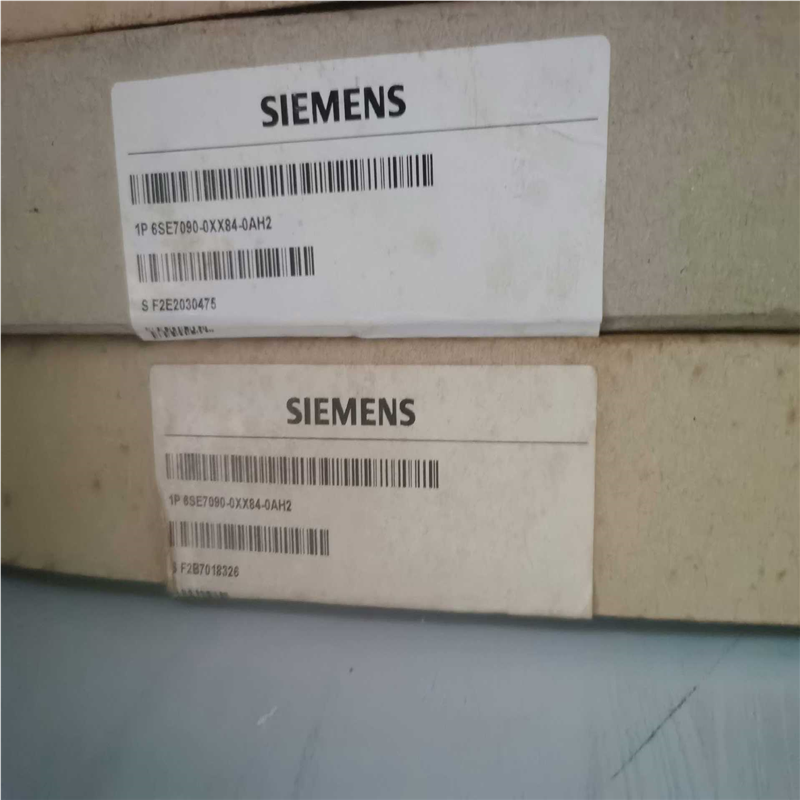 SIEMENS
1P 6SE7090-0XX84-0AH2
S F2E2030475
SIEMENS
1P 6SE7090-0XX84-0AH2
S F2B7018326